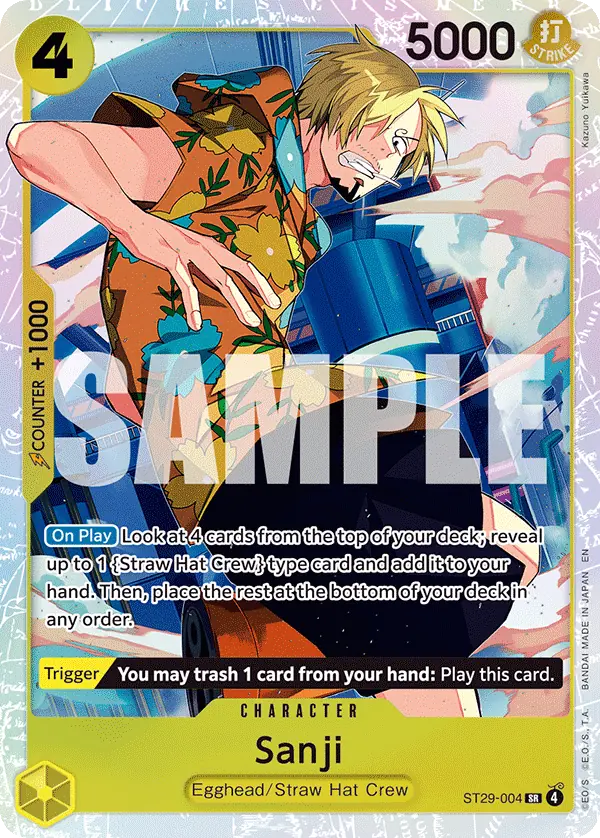 4
5000
打
STRIKE
Kazuno Yuikawa
COUNTER +1000
SAMPLE
On Play Look at 4 cards from the top of your deck; reveal
up to 1 {Straw Hat Crew} type card and add it to your
hand. Then, place the rest at the bottom of your deck in
any order.
Trigger You may trash 1 card from your hand: Play this card.
CHARACTER
Sanji
Egghead/Straw Hat Crew
ST29-004 SR 4
©E.O./S., T.A. BANDAI MADE IN JAPAN EN
©EO/S